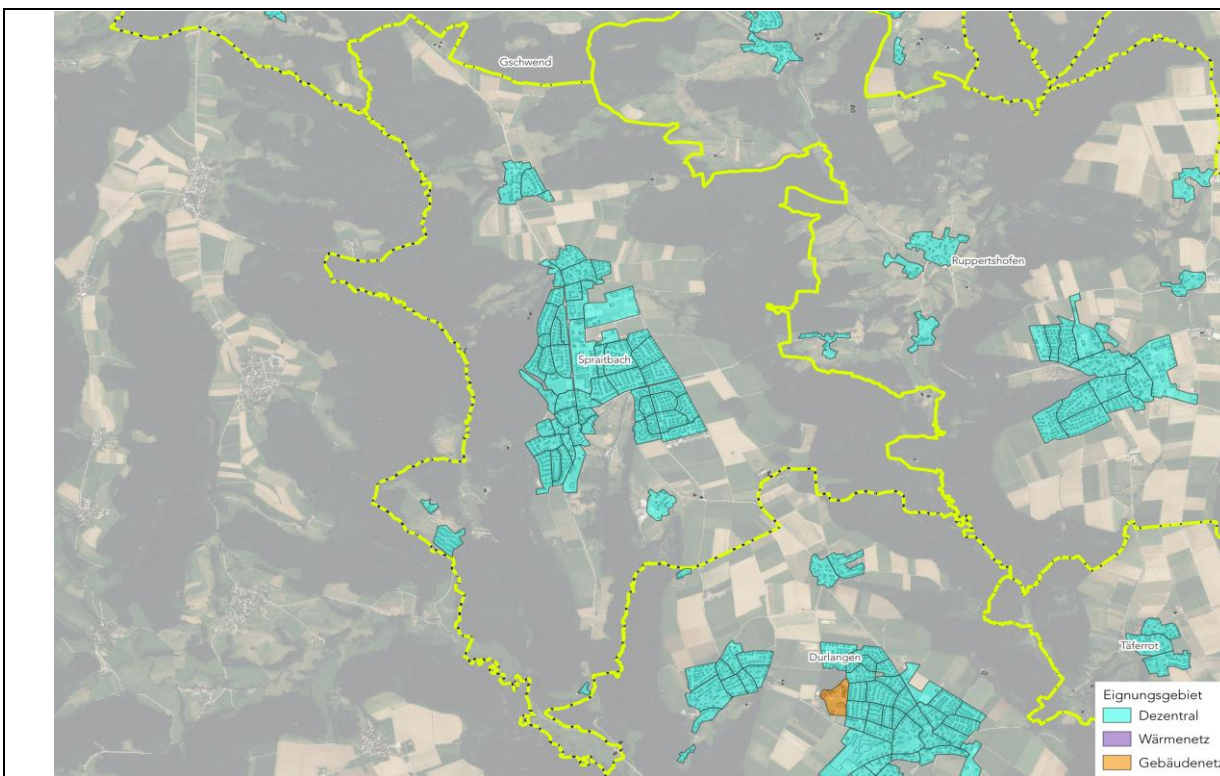 Gschwend
Ruppertshofen
Spraitbach
Durlangen
Täferrot
Eignungsgebiet
Dezentral
Wärmenetz
Gebäudenetz